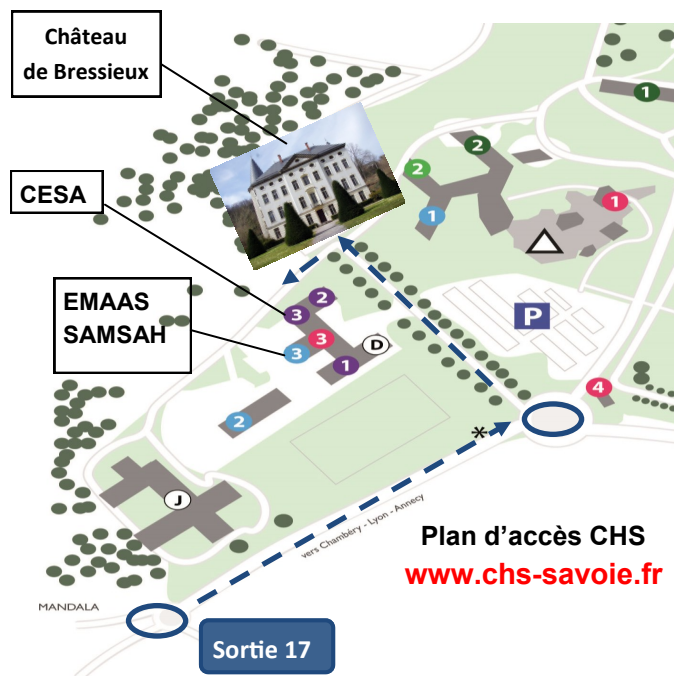 Château
de Bressieux
CESA
EMAAS
SAMSAH
1
2
2
1
1
P
4
2
3
3
3
1
D
2
*
J
vers Chambéry - Lyon - Annecy
Plan d’accès CHS
www.chs-savoie.fr
MANDALA
Sortie 17